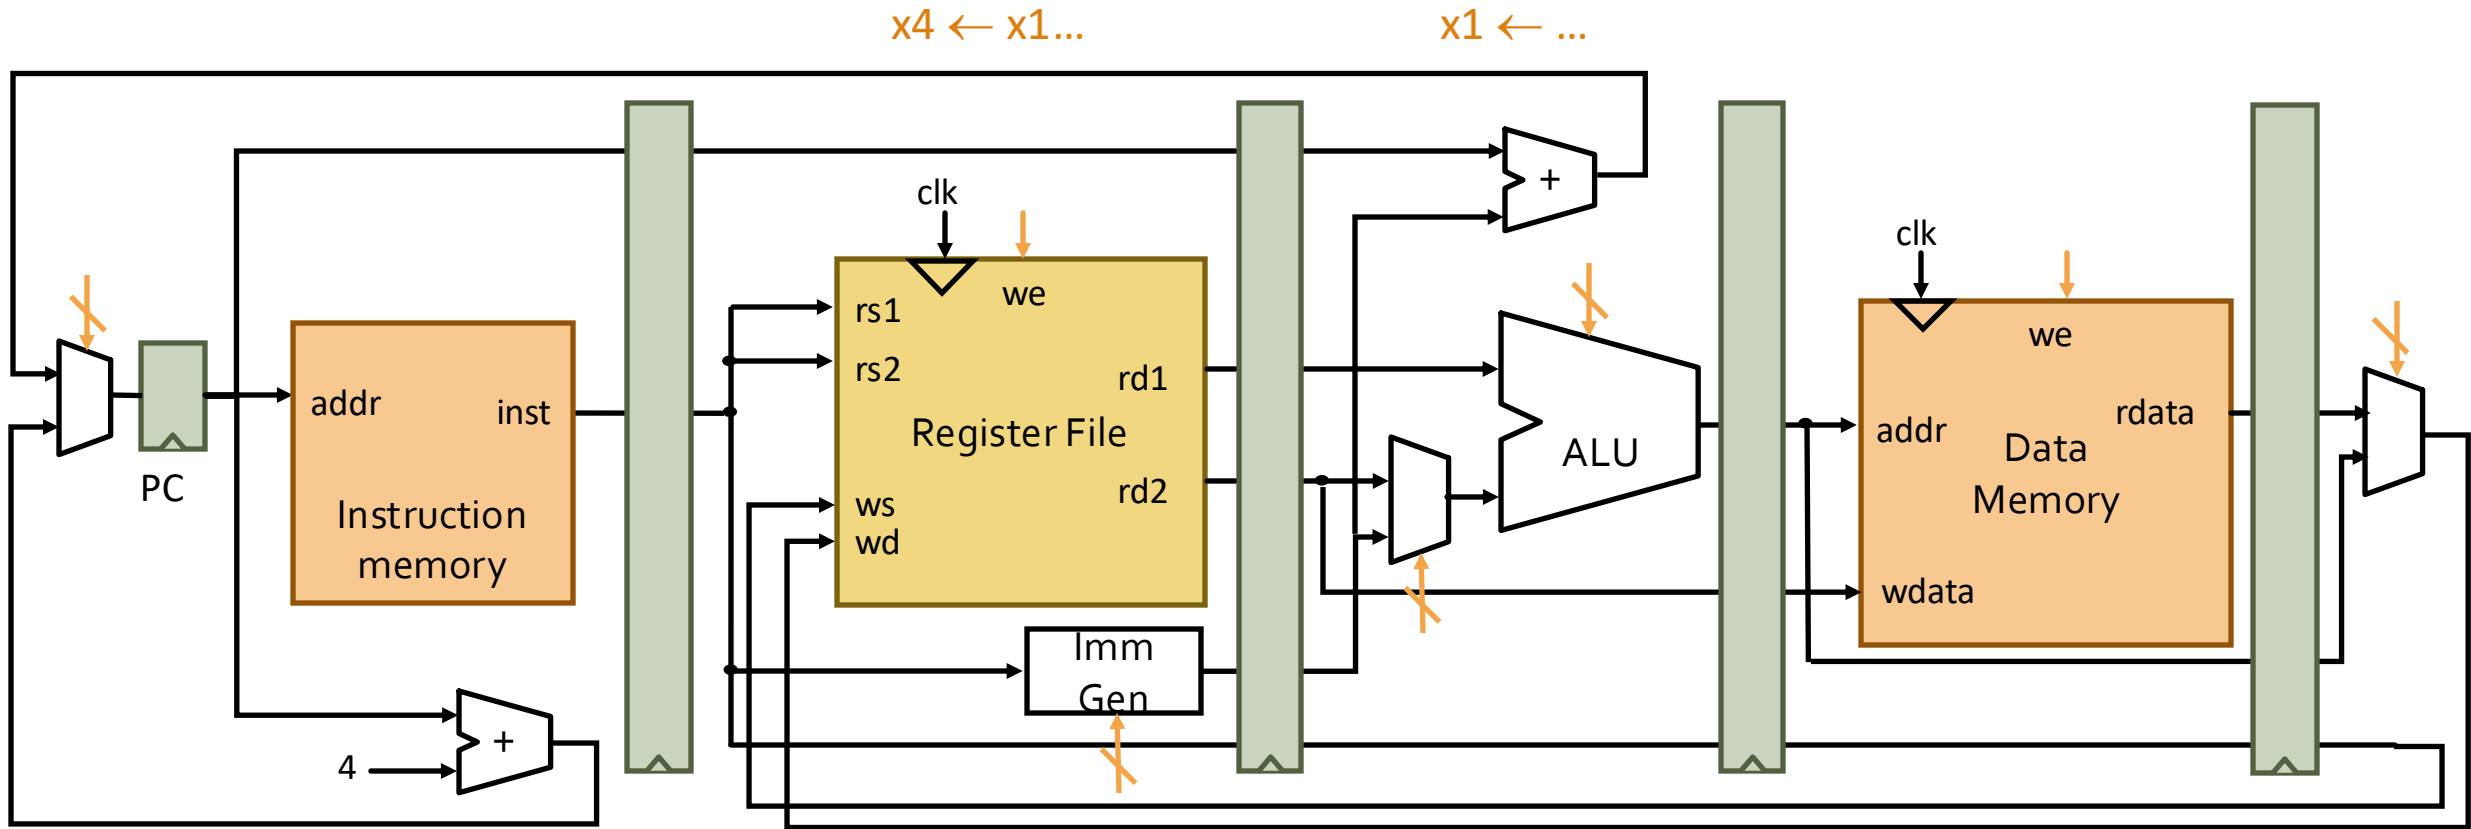 x4 ← x1...
x1 ← ...
clk
+
clk
we
rs1
we
rs2
rd1
addr
inst
Register File
ALU
addr
rdata
Data
Memory
PC
rd2
Instruction
memory
ws
wd
wdata
Imm
Gen
+
4